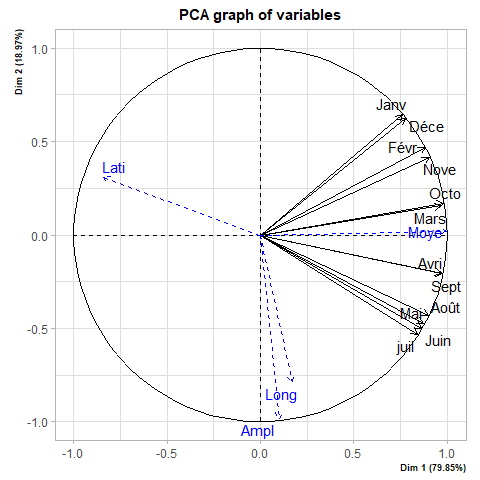 PCA graph of variables
Dim 2 (18.97%)
1.0
0.5
0.0
-0.5
-1.0
Janv
Déce
Févr
Nove
Lati
Octo
Mars
Moye
Avri
Sept
Août
Mai
Juin
juil
Long
Ampl
-1.0 -0.5 0.0 0.5 1.0
Dim 1 (79.85%)